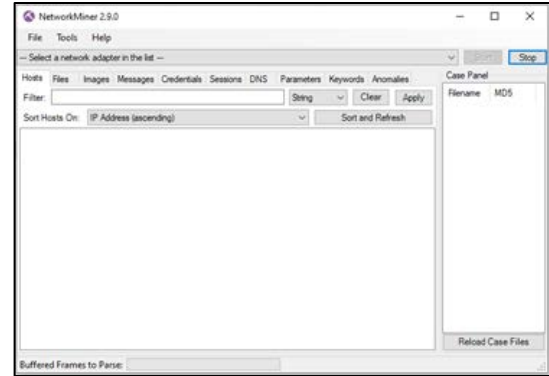 NetworkMiner 2.9.0
File Tools Help
--- Select a network adapter in the list ---
Start Stop
Hosts Files Images Messages Credentials Sessions DNS Parameters Keywords Anomalies
Case Panel
Filter: String Clear Apply
Filename MD5
Sort Hosts On: IP Address (ascending) Sort and Refresh
Reload Case Files
Buffered Frames to Parse: